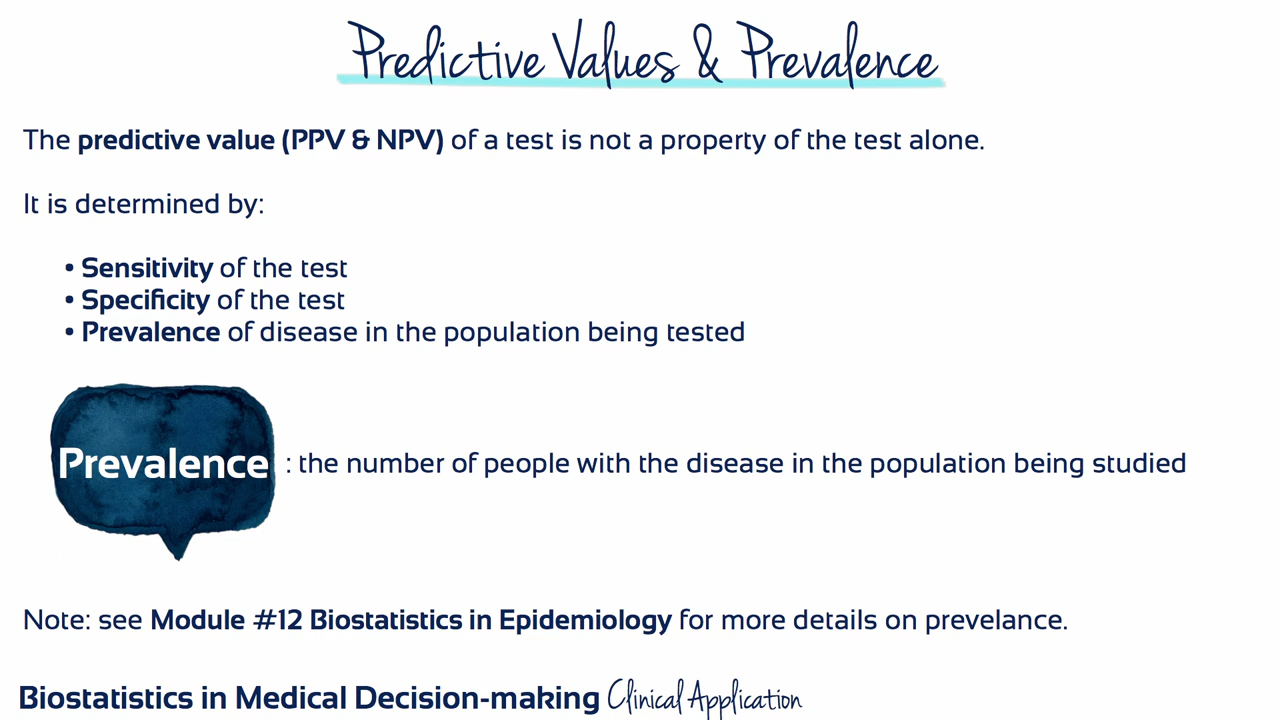 Predictive Values & Prevalence
The predictive value (PPV & NPV) of a test is not a property of the test alone.
It is determined by:
• Sensitivity of the test
• Specificity of the test
• Prevalence of disease in the population being tested
Prevalence : the number of people with the disease in the population being studied
Note: see Module #12 Biostatistics in Epidemiology for more details on prevelance.
Biostatistics in Medical Decision-making Clinical Application